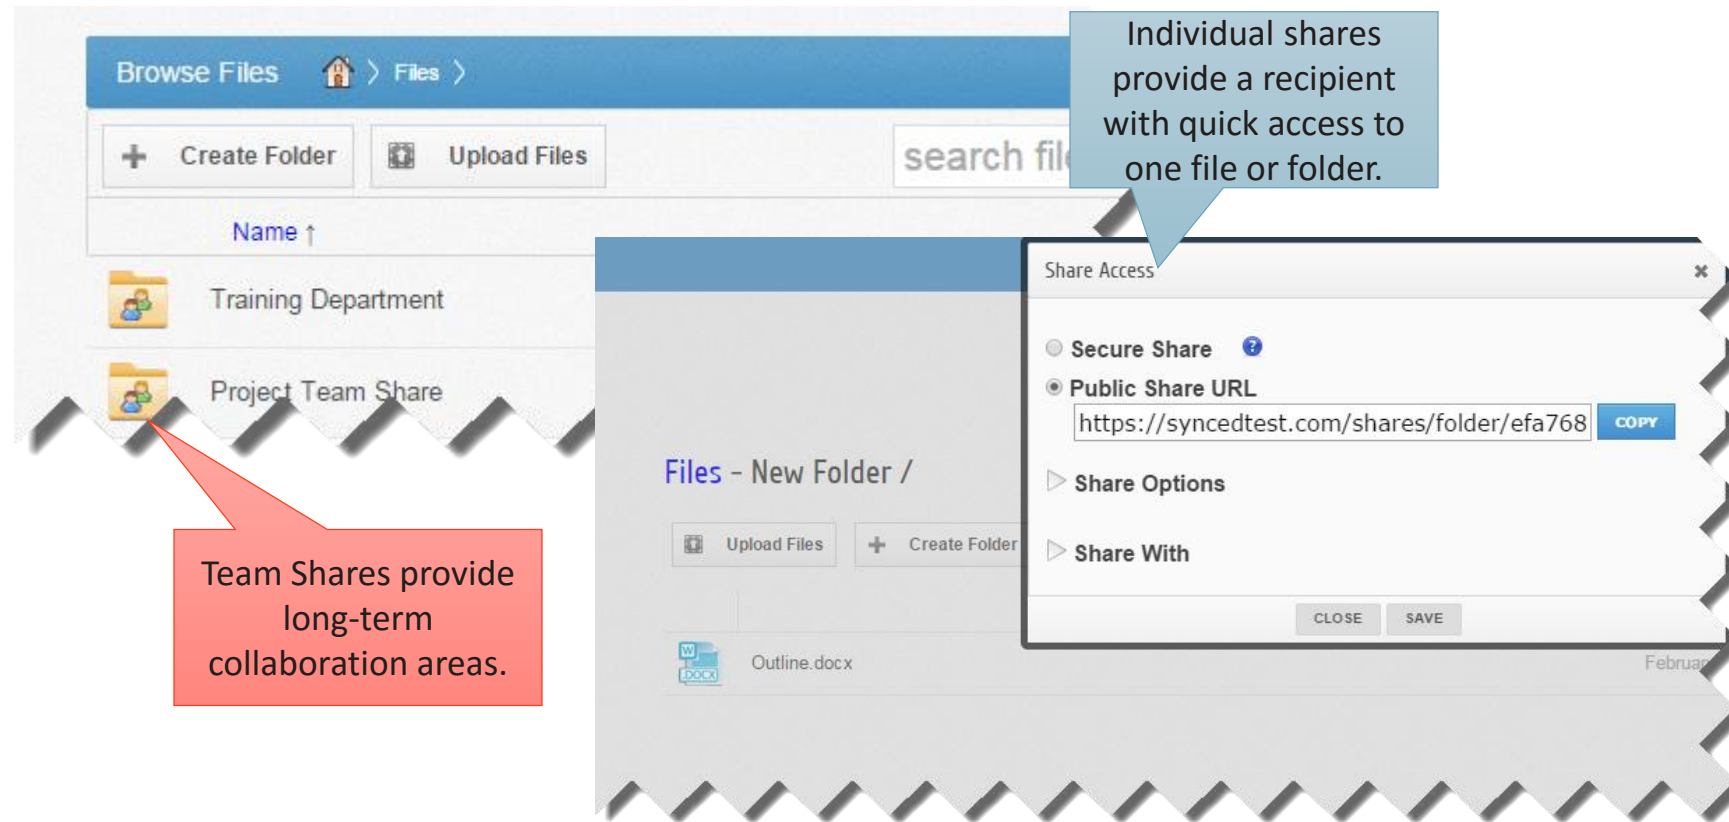 Browse Files > Files >
Create Folder
Upload Files
search file
Name ↑
Training Department
Project Team Share
Team Shares provide
long-term
collaboration areas.
Individual shares
provide a recipient
with quick access to
one file or folder.
Share Access
Secure Share
Public Share URL
https://syncedtest.com/shares/folder/efa768
COPY
Share Options
Share With
CLOSE
SAVE
Files - New Folder /
Upload Files
Create Folder
W
.DOCX
Outline.docx